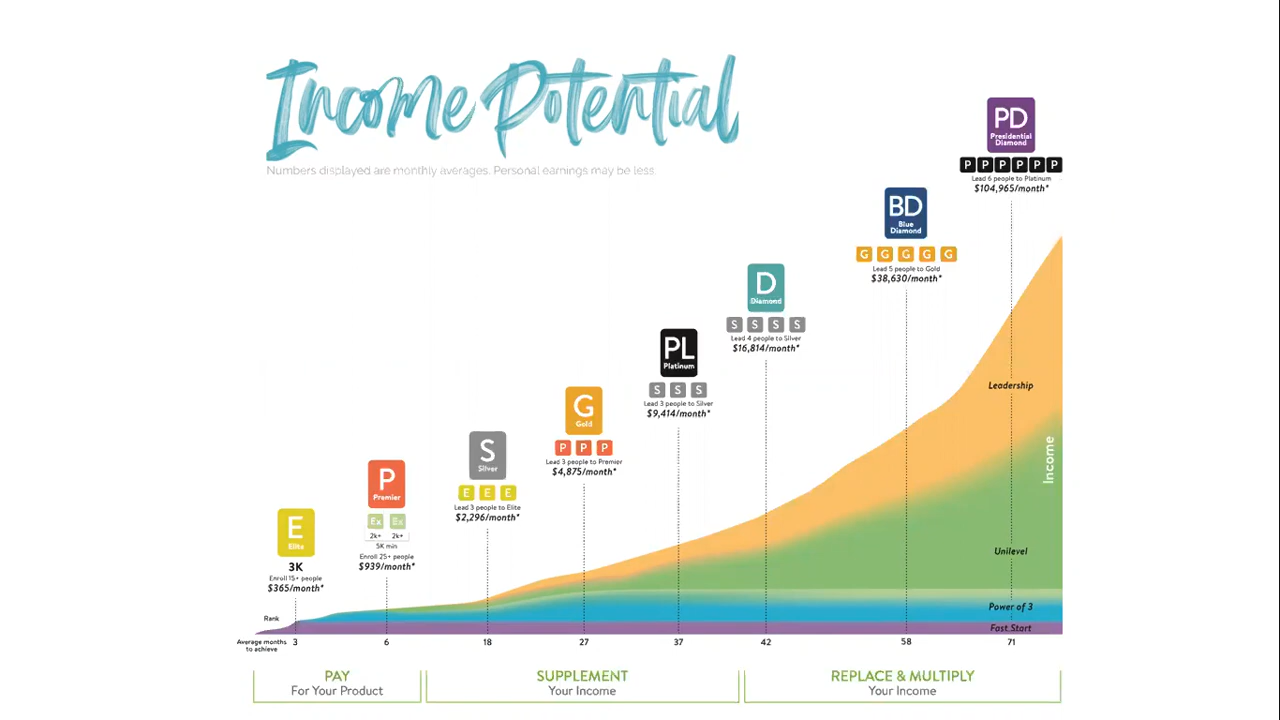 Income Potential
Numbers displayed are monthly averages. Personal earnings may be less.
PD
Presidential
Diamond
P P P P P P
Lead 6 people to Platinum
$104,965/month*
BD
Blue
Diamond
G G G G G
Lead 5 people to Gold
$38,630/month*
D
Diamond
S S S S
Lead 4 people to Silver
$16,814/month*
PL
Platinum
S S S
Lead 3 people to Silver
$9,414/month*
G
Gold
P P P
Lead 3 people to Premier
$4,875/month*
S
Silver
E E E
Lead 3 people to Elite
$2,296/month*
P
Premier
Ex Ex
2k+ 2k+
5K min
Enroll 25+ people
$939/month*
E
Elite
3K
Enroll 15+ people
$365/month*
Leadership
Income
Unilevel
Power of 3
Fast Start
Rank
Average months
to achieve
3 6 18 27 37 42 58 71
PAY
For Your Product
SUPPLEMENT
Your Income
REPLACE & MULTIPLY
Your Income